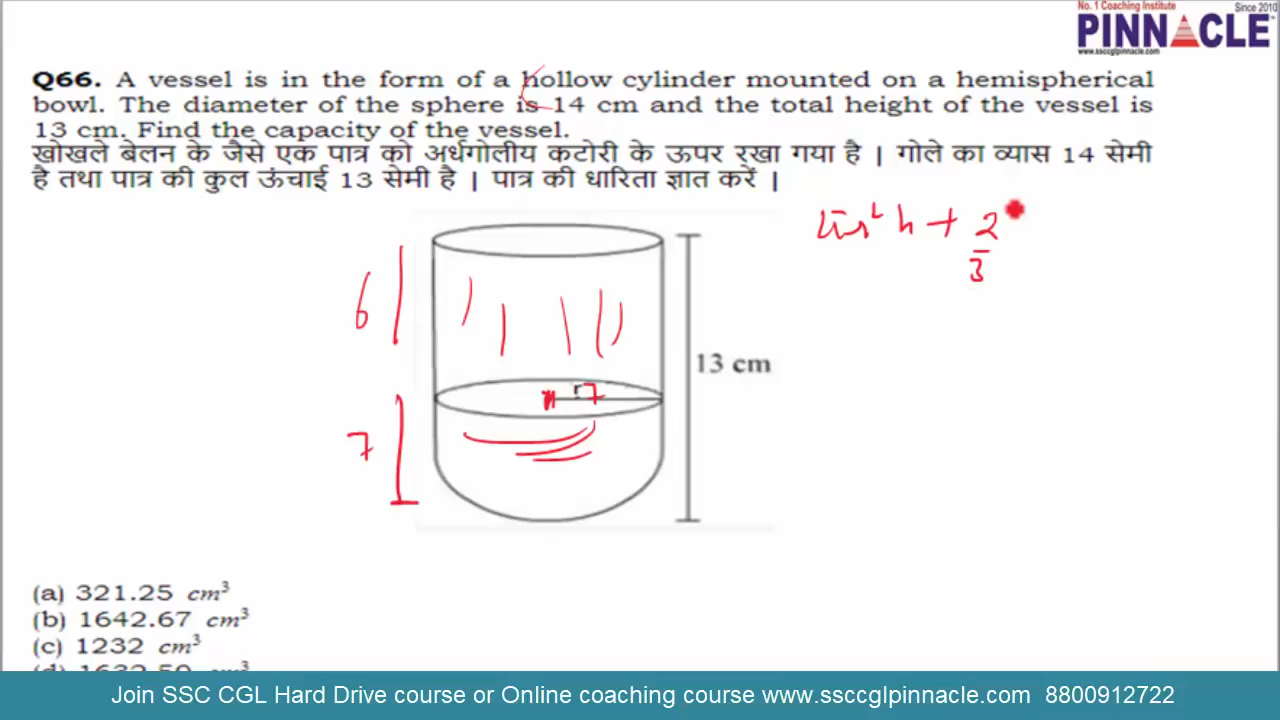 No. 1 Coaching Institute
Since 2010
PINNACLE
www.ssccglpinnacle.com
Q66. A vessel is in the form of a hollow cylinder mounted on a hemispherical
bowl. The diameter of the sphere is 14 cm and the total height of the vessel is
13 cm. Find the capacity of the vessel.
खोखले बेलन के जैसे एक पात्र को अर्धगोलीय कटोरी के ऊपर रखा गया है | गोले का व्यास 14 सेमी
है तथा पात्र की कुल ऊंचाई 13 सेमी है | पात्र की धारिता ज्ञात करें |
πr² h + 2
3
6
r 7
13 cm
7
(a) 321.25 cm³
(b) 1642.67 cm³
(c) 1232 cm³
(d) 1632.50 cm³
Join SSC CGL Hard Drive course or Online coaching course www.ssccglpinnacle.com 8800912722